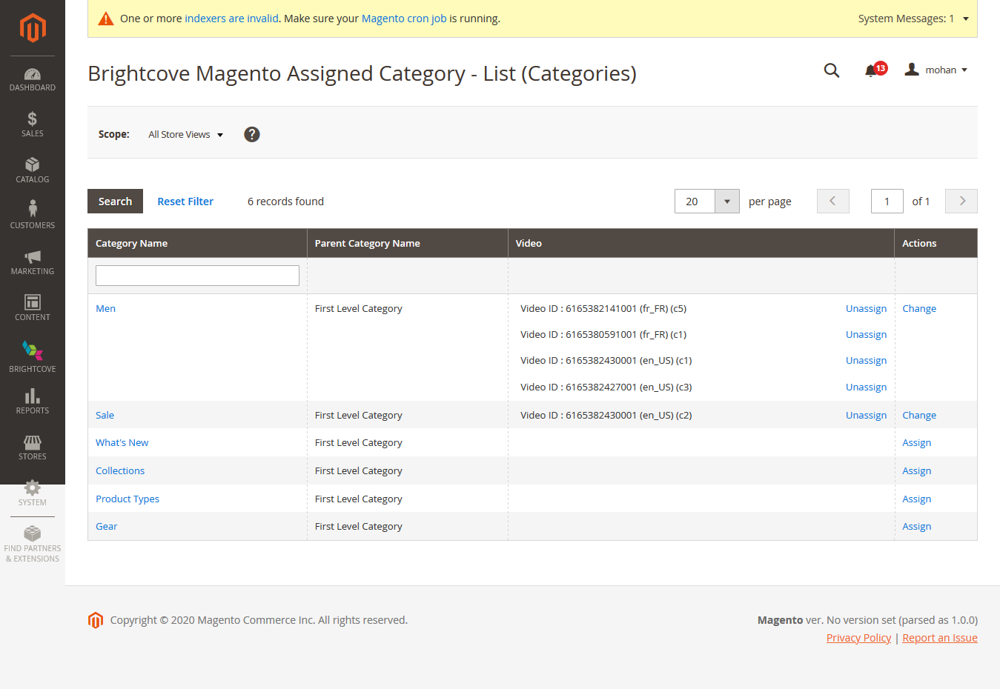 One or more indexers are invalid. Make sure your Magento cron job is running.
System Messages: 1
Brightcove Magento Assigned Category - List (Categories)
13
mohan
DASHBOARD
SALES
CATALOG
CUSTOMERS
MARKETING
CONTENT
BRIGHTCOVE
REPORTS
STORES
SYSTEM
FIND PARTNERS
& EXTENSIONS
Scope: All Store Views ?
Search Reset Filter 6 records found 20 per page 1 of 1
Category Name Parent Category Name Video Actions
Men First Level Category Video ID : 6165382141001 (fr_FR) (c5) Unassign Change
Video ID : 6165380591001 (fr_FR) (c1) Unassign
Video ID : 6165382430001 (en_US) (c1) Unassign
Video ID : 6165382427001 (en_US) (c3) Unassign
Sale First Level Category Video ID : 6165382430001 (en_US) (c2) Unassign Change
What's New First Level Category Assign
Collections First Level Category Assign
Product Types First Level Category Assign
Gear First Level Category Assign
Copyright © 2020 Magento Commerce Inc. All rights reserved.
Magento ver. No version set (parsed as 1.0.0)
Privacy Policy | Report an Issue